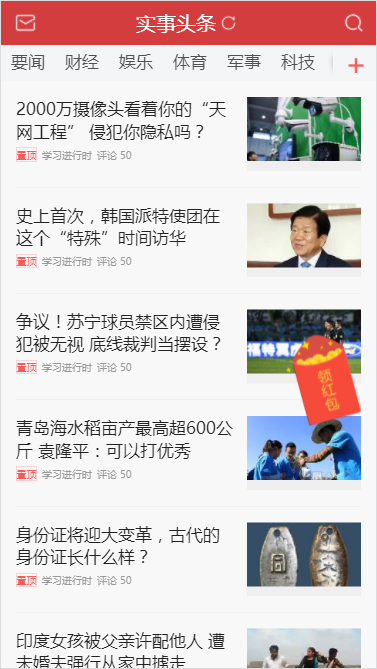 实事头条
要闻 财经 娱乐 体育 军事 科技
2000万摄像头看着你的“天
网工程” 侵犯你隐私吗？
置顶 学习进行时 评论 50
史上首次，韩国派特使团在
这个“特殊”时间访华
置顶 学习进行时 评论 50
争议！苏宁球员禁区内遭侵
犯被无视 底线裁判当摆设？
置顶 学习进行时 评论 50
领红包
青岛海水稻亩产最高超600公
斤 袁隆平：可以打优秀
置顶 学习进行时 评论 50
身份证将迎大变革，古代的
身份证长什么样？
置顶 学习进行时 评论 50
印度女孩被父亲许配他人 遭
未婚夫强行从家中掳走